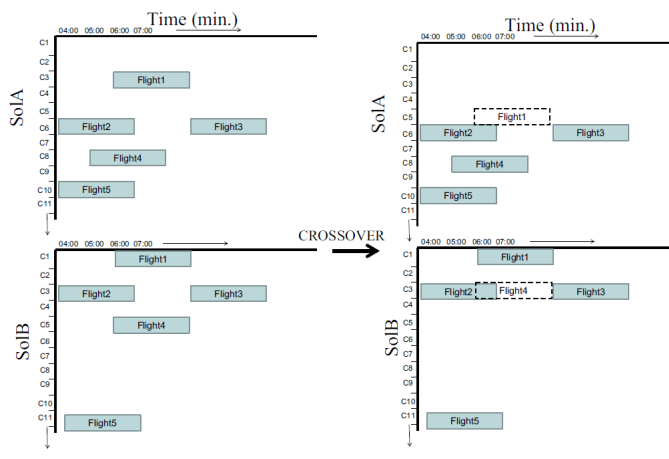 Time (min.)
04:00 05:00 06:00 07:00
SolA
C1
C2
C3
C4
C5
C6
C7
C8
C9
C10
C11
Flight1
Flight2
Flight3
Flight4
Flight5
04:00 05:00 06:00 07:00
SolB
C1
C2
C3
C4
C5
C6
C7
C8
C9
C10
C11
Flight1
Flight2
Flight3
Flight4
Flight5
CROSSOVER
Time (min.)
04:00 05:00 06:00 07:00
SolA
C1
C2
C3
C4
C5
C6
C7
C8
C9
C10
C11
Flight1
Flight2
Flight3
Flight4
Flight5
04:00 05:00 06:00 07:00
SolB
C1
C2
C3
C4
C5
C6
C7
C8
C9
C10
C11
Flight1
Flight2
Flight4
Flight3
Flight5